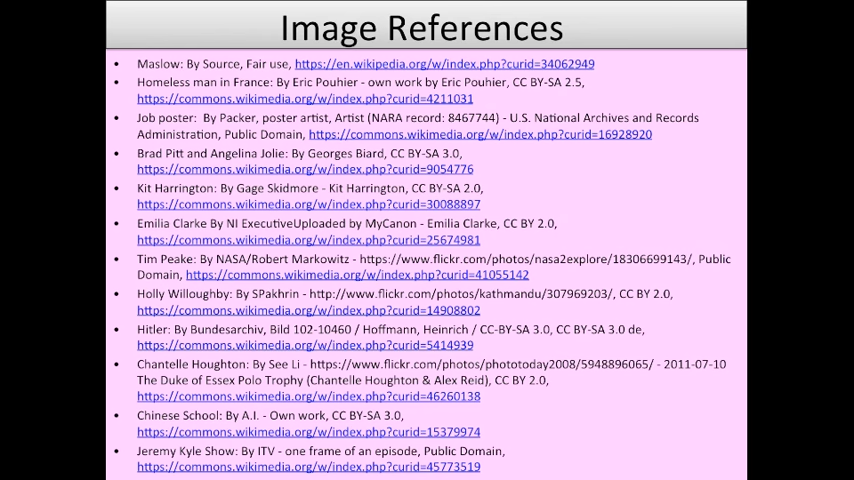 Image References
• Maslow: By Source, Fair use, https://en.wikipedia.org/w/index.php?curid=34062949
• Homeless man in France: By Eric Pouhier - own work by Eric Pouhier, CC BY-SA 2.5,
https://commons.wikimedia.org/w/index.php?curid=4211031
• Job poster:  By Packer, poster artist, Artist (NARA record: 8467744) - U.S. National Archives and Records
Administration, Public Domain, https://commons.wikimedia.org/w/index.php?curid=16928920
• Brad Pitt and Angelina Jolie: By Georges Biard, CC BY-SA 3.0,
https://commons.wikimedia.org/w/index.php?curid=9054776
• Kit Harrington: By Gage Skidmore - Kit Harrington, CC BY-SA 2.0,
https://commons.wikimedia.org/w/index.php?curid=30088897
• Emilia Clarke By NI ExecutiveUploaded by MyCanon - Emilia Clarke, CC BY 2.0,
https://commons.wikimedia.org/w/index.php?curid=25674981
• Tim Peake: By NASA/Robert Markowitz - https://www.flickr.com/photos/nasa2explore/18306699143/, Public
Domain, https://commons.wikimedia.org/w/index.php?curid=41055142
• Holly Willoughby: By SPakhrin - http://www.flickr.com/photos/kathmandu/307969203/, CC BY 2.0,
https://commons.wikimedia.org/w/index.php?curid=14908802
• Hitler: By Bundesarchiv, Bild 102-10460 / Hoffmann, Heinrich / CC-BY-SA 3.0, CC BY-SA 3.0 de,
https://commons.wikimedia.org/w/index.php?curid=5414939
• Chantelle Houghton: By See Li - https://www.flickr.com/photos/phototoday2008/5948896065/ - 2011-07-10
The Duke of Essex Polo Trophy (Chantelle Houghton & Alex Reid), CC BY 2.0,
https://commons.wikimedia.org/w/index.php?curid=46260138
• Chinese School: By A.I. - Own work, CC BY-SA 3.0,
https://commons.wikimedia.org/w/index.php?curid=15379974
• Jeremy Kyle Show: By ITV - one frame of an episode, Public Domain,
https://commons.wikimedia.org/w/index.php?curid=45773519